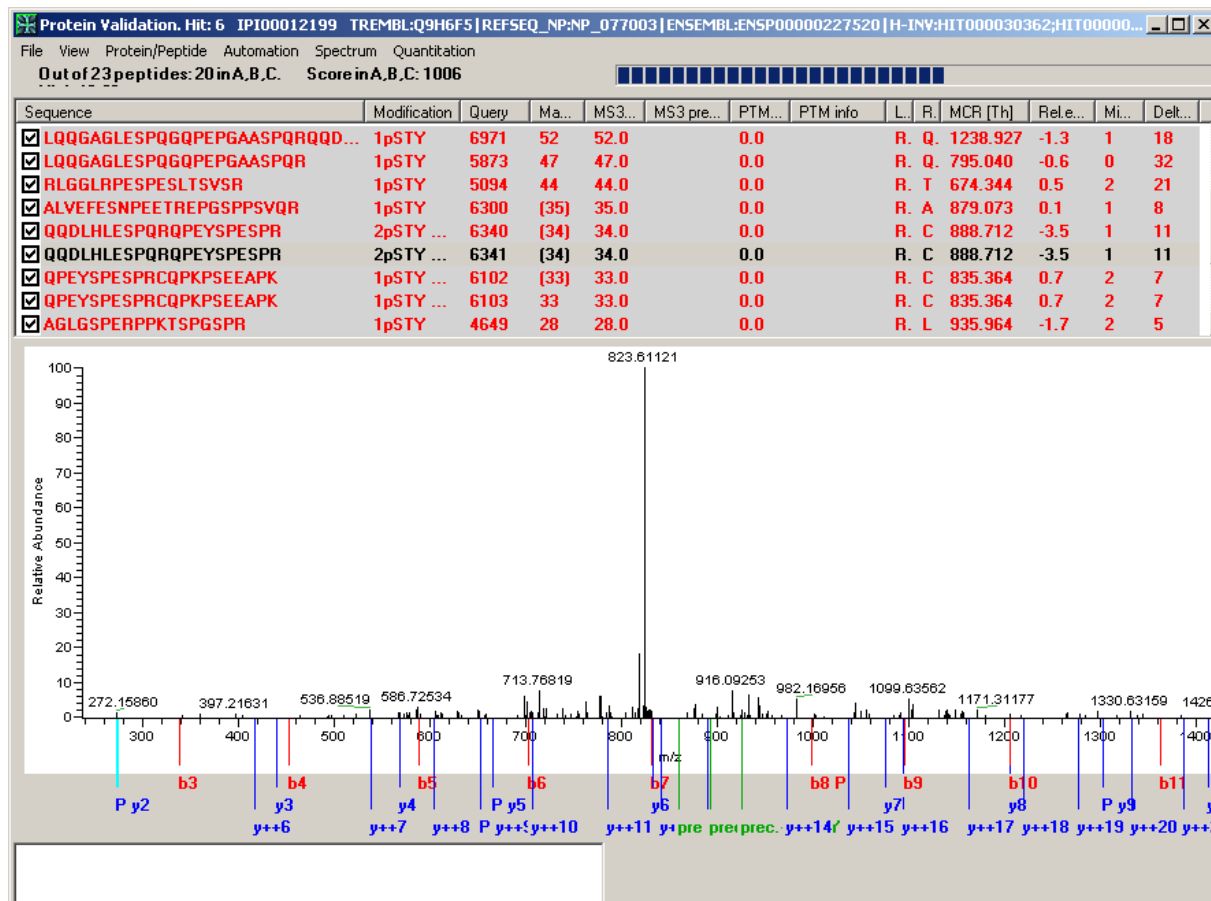 Protein Validation. Hit: 6 IPI00012199 TREMBL:Q9H6F5|REFSEQ_NP:NP_077003|ENSEMBL:ENSP00000227520|H-INV:HIT000030362;HIT00000...
File View Protein/Peptide Automation Spectrum Quantitation
Out of 23 peptides: 20 in A,B,C. Score in A,B,C: 1006
Sequence Modification Query Ma... MS3... MS3 pre... PTM... PTM info L.. R. MCR [Th] Rel.e... Mi... Delt...
LQQGAGLESPQGQPEPGAASPQRQQD... 1pSTY 6971 52 52.0 0.0 R. Q. 1238.927 -1.3 1 18
LQQGAGLESPQGQPEPGAASPQR 1pSTY 5873 47 47.0 0.0 R. Q. 795.040 -0.6 0 32
RLGGLRPESPESLTSVSR 1pSTY 5094 44 44.0 0.0 R. T 674.344 0.5 2 21
ALVEFESNPEETREPGSPPSVQR 1pSTY 6300 (35) 35.0 0.0 R. A 879.073 0.1 1 8
QQDLHLESPQRQPEYSPESPR 2pSTY ... 6340 (34) 34.0 0.0 R. C 888.712 -3.5 1 11
QQDLHLESPQRQPEYSPESPR 2pSTY ... 6341 (34) 34.0 0.0 R. C 888.712 -3.5 1 11
QPEYSPESPRCQPKPSEEAPK 1pSTY ... 6102 (33) 33.0 0.0 R. C 835.364 0.7 2 7
QPEYSPESPRCQPKPSEEAPK 1pSTY ... 6103 33 33.0 0.0 R. C 835.364 0.7 2 7
AGLGSPERPPKTSPGSPR 1pSTY 4649 28 28.0 0.0 R. L 935.964 -1.7 2 5
823.61121
100
90
80
70
60
50
40
30
20
10
0
Relative Abundance
272.15860 397.21631 536.88519 586.72534 713.76819 916.09253 982.16956 1099.63562 1171.31177 1330.63159 1426
300 400 500 600 700 800 900 1000 1100 1200 1300 1400
m/z
b3 b4 b5 b6 b7 b8 P b9 b10 b11
P y2 y3 y4 P y5 y6 y7 y8 P y9
y++6 y++7 y++8 P y++9 y++10 y++11 pre prec. y++14 y++15 y++16 y++17 y++18 y++19 y++20